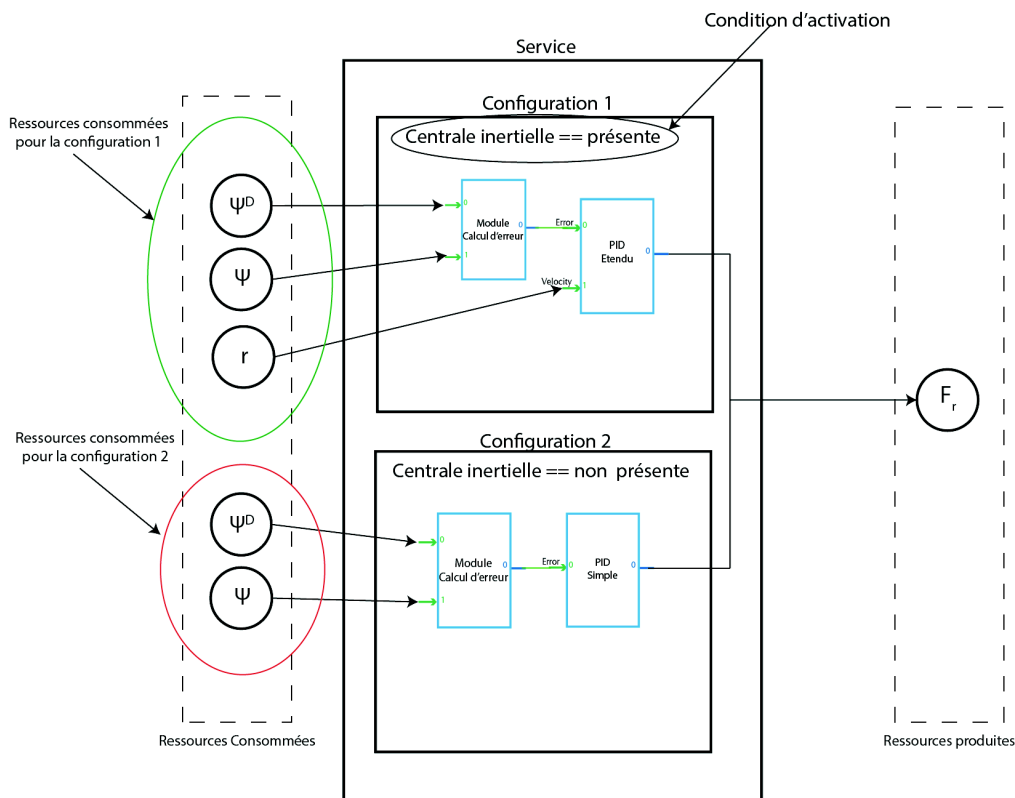 Condition d'activation
Service
Configuration 1
Centrale inertielle == présente
Ressources consommées
pour la configuration 1
Ψᴰ
Ψ
r
0
1
Module
Calcul d'erreur
0
Error
0
Velocity
1
PID
Etendu
0
F_r
Ressources consommées
pour la configuration 2
Configuration 2
Centrale inertielle == non présente
Ψᴰ
Ψ
0
1
Module
Calcul d'erreur
0
Error
0
PID
Simple
0
Ressources Consommées
Ressources produites